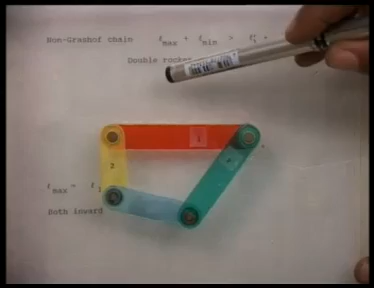 Non-Grashof chain ℓmax + ℓmin > ℓ
Double rocker
1
2
ℓmax = ℓ1
Both inward